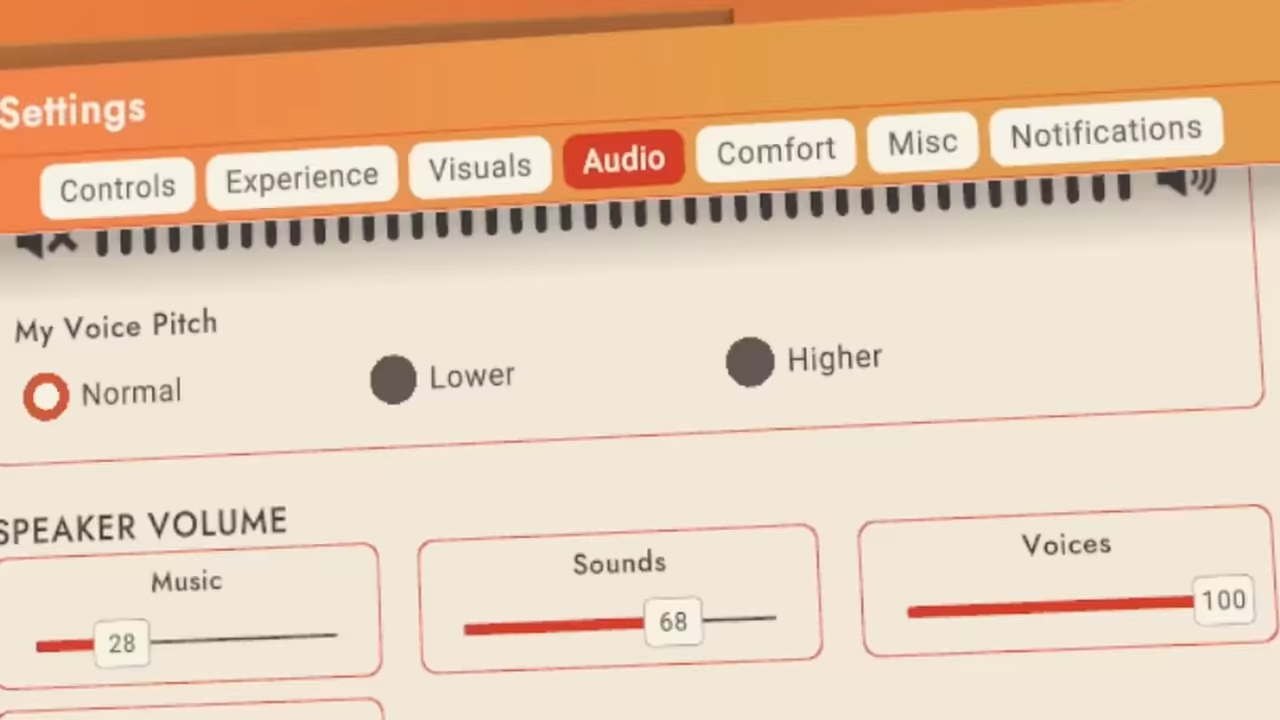 Settings
Controls Experience Visuals Audio Comfort Misc Notifications
My Voice Pitch
Normal Lower Higher
SPEAKER VOLUME
Music Sounds Voices
28 68 100